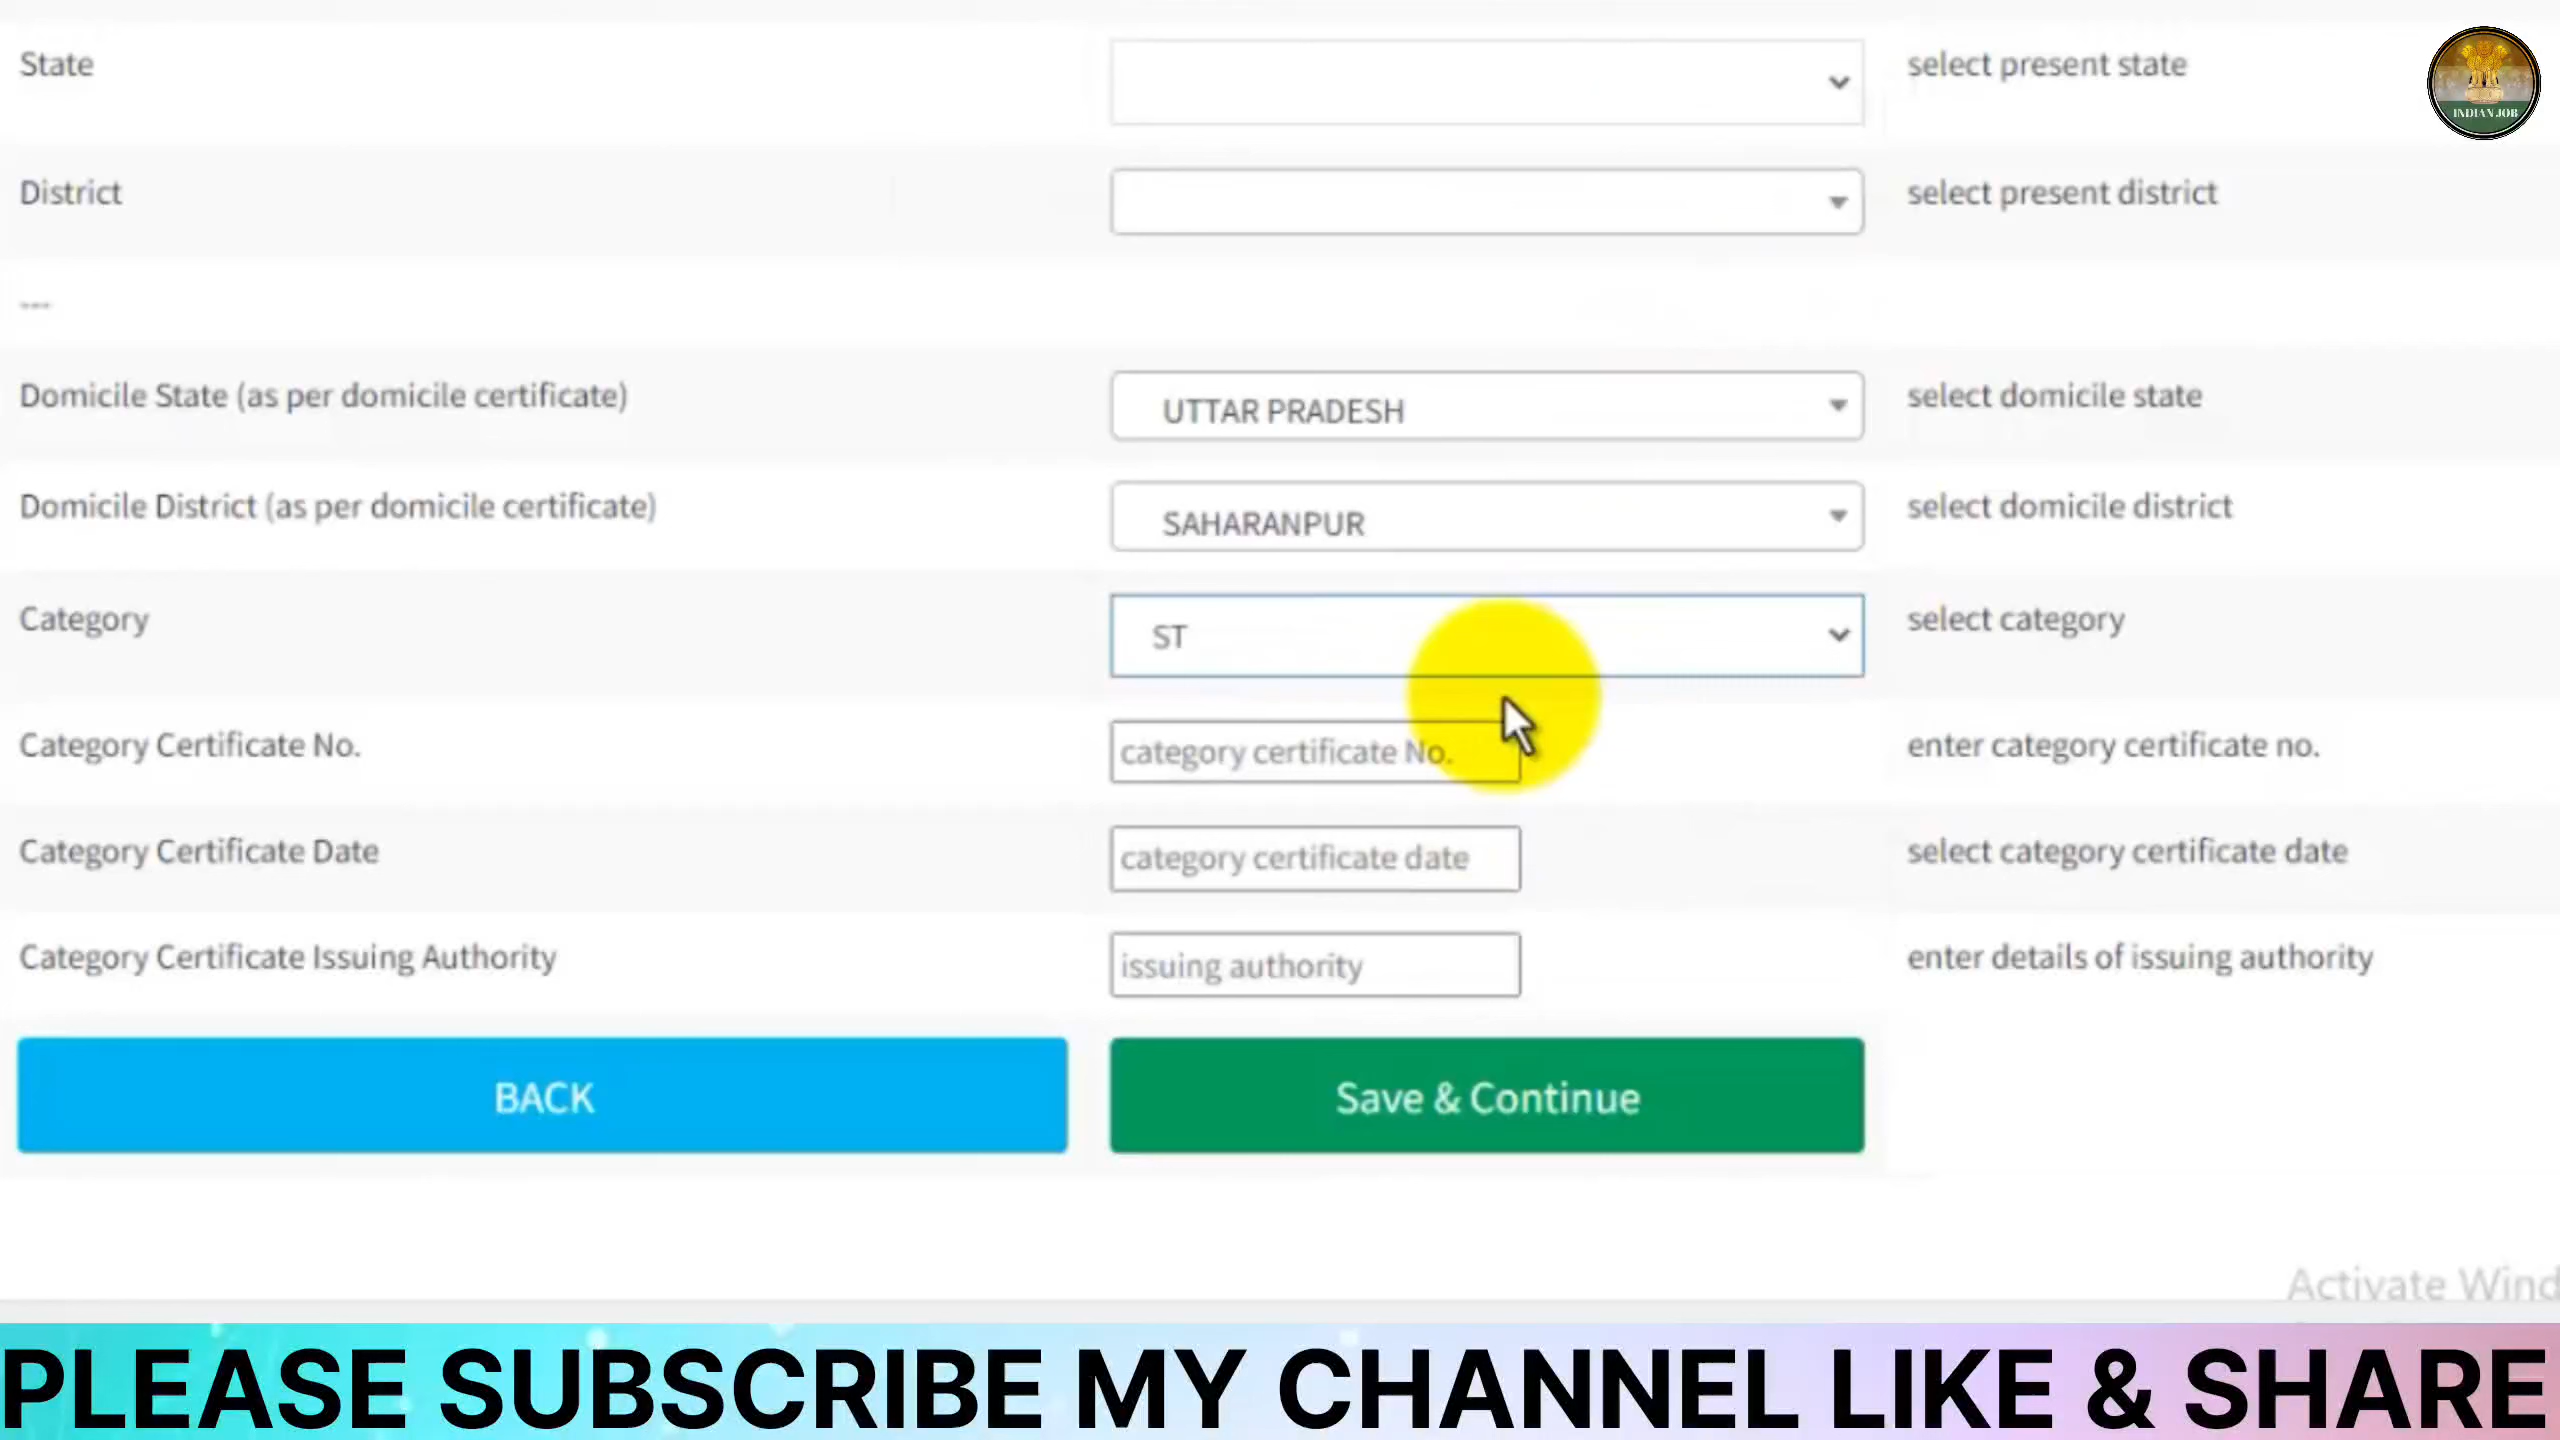 State
select present state
INDIAN JOB
District
select present district
---
Domicile State (as per domicile certificate)
UTTAR PRADESH
select domicile state
Domicile District (as per domicile certificate)
SAHARANPUR
select domicile district
Category
ST
select category
Category Certificate No.
category certificate No.
enter category certificate no.
Category Certificate Date
category certificate date
select category certificate date
Category Certificate Issuing Authority
issuing authority
enter details of issuing authority
BACK
Save & Continue
Activate Wind
PLEASE SUBSCRIBE MY CHANNEL LIKE & SHARE